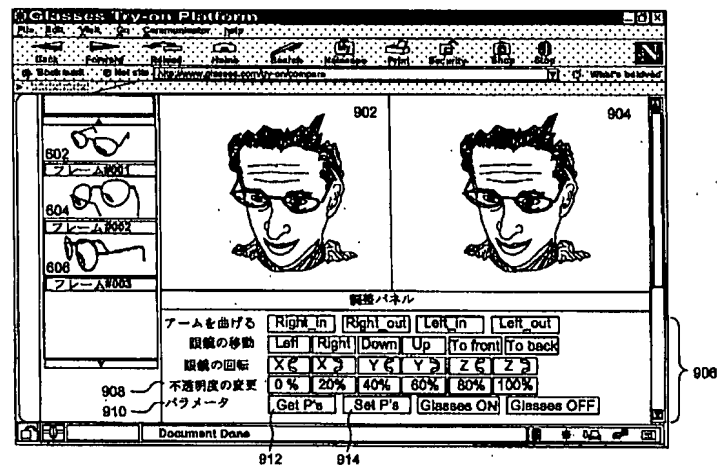 Glasses Try-on Platform
File Edit View Go Communicator Help
Back Forward Reload Home Search Netscape Print Security Shop Stop
N
Bookmark Net site http://www.glasses.com/try-on/compare What's
602
フレーム#001
604
フレーム#002
606
フレーム#003
902
904
調整パネル
アームを曲げる Right_in Right_out Left_in Left_out
眼鏡の移動 Left Right Down Up To front To back
眼鏡の回転 X X Y Y Z Z
908 不透明度の変更 0 % 20% 40% 60% 80% 100%
910 パラメータ Get P's Set P's Glasses ON Glasses OFF
906
Document Done
912 914